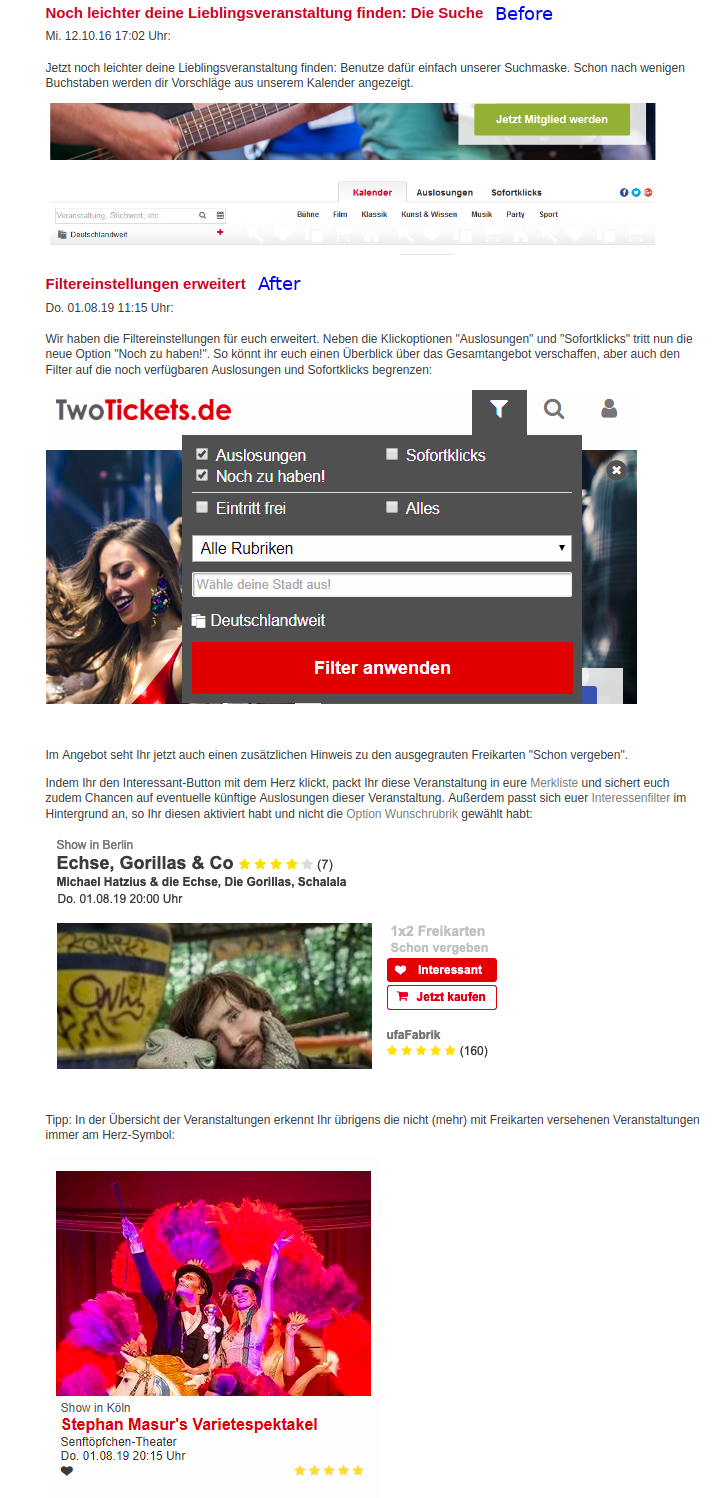 Noch leichter deine Lieblingsveranstaltung finden: Die Suche Before
Mi. 12.10.16 17:02 Uhr:
Jetzt noch leichter deine Lieblingsveranstaltung finden: Benutze dafür einfach unserer Suchmaske. Schon nach wenigen
Buchstaben werden dir Vorschläge aus unserem Kalender angezeigt.
Jetzt Mitglied werden
Kalender Auslosungen Sofortklicks
Veranstaltung, Stichwort, etc.
Bühne Film Klassik Kunst & Wissen Musik Party Sport
Deutschlandweit
Filtereinstellungen erweitert After
Do. 01.08.19 11:15 Uhr:
Wir haben die Filtereinstellungen für euch erweitert. Neben die Klickoptionen "Auslosungen" und "Sofortklicks" tritt nun die
neue Option "Noch zu haben!". So könnt ihr euch einen Überblick über das Gesamtangebot verschaffen, aber auch den
Filter auf die noch verfügbaren Auslosungen und Sofortklicks begrenzen:
TwoTickets.de
Auslosungen Sofortklicks
Noch zu haben!
Eintritt frei Alles
Alle Rubriken
Wähle deine Stadt aus!
Deutschlandweit
Filter anwenden
Im Angebot seht Ihr jetzt auch einen zusätzlichen Hinweis zu den ausgegrauten Freikarten "Schon vergeben".
Indem Ihr den Interessant-Button mit dem Herz klickt, packt Ihr diese Veranstaltung in eure Merkliste und sichert euch
zudem Chancen auf eventuelle künftige Auslosungen dieser Veranstaltung. Außerdem passt sich euer Interessenfilter im
Hintergrund an, so Ihr diesen aktiviert habt und nicht die Option Wunschrubrik gewählt habt:
Show in Berlin
Echse, Gorillas & Co (7)
Michael Hatzius & die Echse, Die Gorillas, Schalala
Do. 01.08.19 20:00 Uhr
1x2 Freikarten
Schon vergeben
Interessant
Jetzt kaufen
ufaFabrik
(160)
Tipp: In der Übersicht der Veranstaltungen erkennt Ihr übrigens die nicht (mehr) mit Freikarten versehenen Veranstaltungen
immer am Herz-Symbol:
Show in Köln
Stephan Masur's Varietespektakel
Senftöpfchen-Theater
Do. 01.08.19 20:15 Uhr